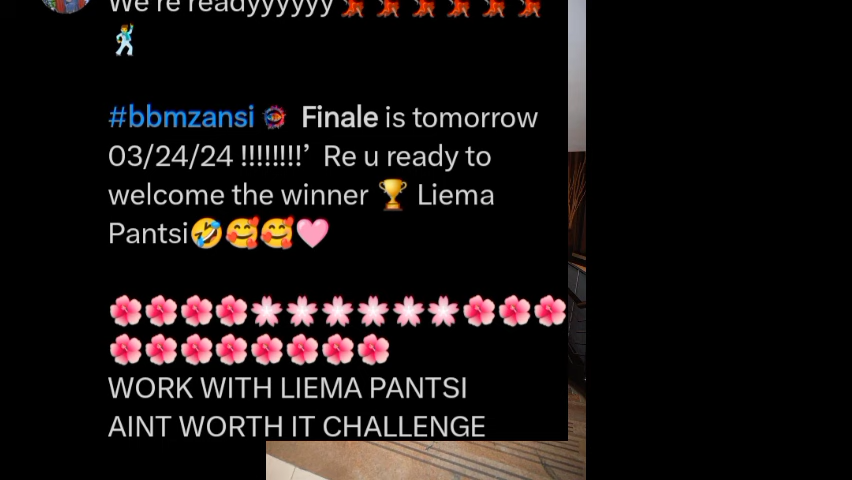 We're readyyyyyy💃💃💃💃💃💃
🕺
#bbmzansi Finale is tomorrow
03/24/24 !!!!!!!!’ Re u ready to
welcome the winner 🏆 Liema
Pantsi🤣🥰🥰🩷
🌺🌺🌺🌺🌸🌸🌸🌸🌸🌸🌺🌺🌺
🌺🌺🌺🌺🌺🌺🌺🌺
WORK WITH LIEMA PANTSI
AINT WORTH IT CHALLENGE